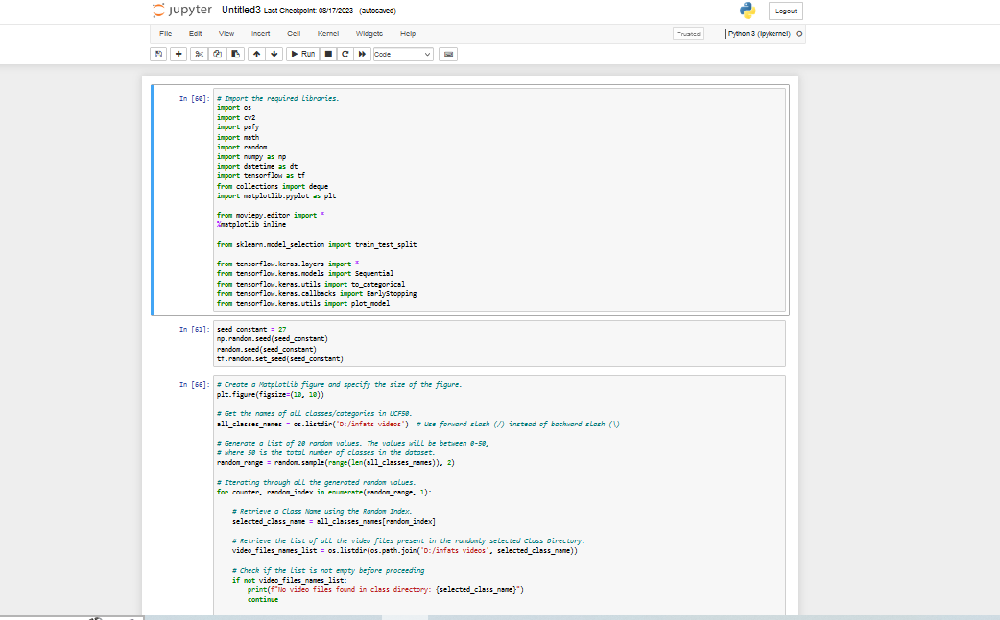 jupyter Untitled3 Last Checkpoint: 08/17/2023 (autosaved)
Logout
File Edit View Insert Cell Kernel Widgets Help
Trusted
Python 3 (ipykernel)
Run
Code
In [60]:
# Import the required libraries.
import os
import cv2
import pafy
import math
import random
import numpy as np
import datetime as dt
import tensorflow as tf
from collections import deque
import matplotlib.pyplot as plt
from moviepy.editor import *
%matplotlib inline
from sklearn.model_selection import train_test_split
from tensorflow.keras.layers import *
from tensorflow.keras.models import Sequential
from tensorflow.keras.utils import to_categorical
from tensorflow.keras.callbacks import EarlyStopping
from tensorflow.keras.utils import plot_model
In [61]:
seed_constant = 27
np.random.seed(seed_constant)
random.seed(seed_constant)
tf.random.set_seed(seed_constant)
In [66]:
# Create a Matplotlib figure and specify the size of the figure.
plt.figure(figsize=(10, 10))
# Get the names of all classes/categories in UCF50.
all_classes_names = os.listdir('D:/infats videos')  # Use forward slash (/) instead of backward slash (\)
# Generate a list of 20 random values. The values will be between 0-50,
# where 50 is the total number of classes in the dataset.
random_range = random.sample(range(len(all_classes_names)), 2)
# Iterating through all the generated random values.
for counter, random_index in enumerate(random_range, 1):
    # Retrieve a Class Name using the Random Index.
    selected_class_name = all_classes_names[random_index]
    # Retrieve the list of all the video files present in the randomly selected Class Directory.
    video_files_names_list = os.listdir(os.path.join('D:/infats videos', selected_class_name))
    # Check if the list is not empty before proceeding
    if not video_files_names_list:
        print(f"No video files found in class directory: {selected_class_name}")
        continue